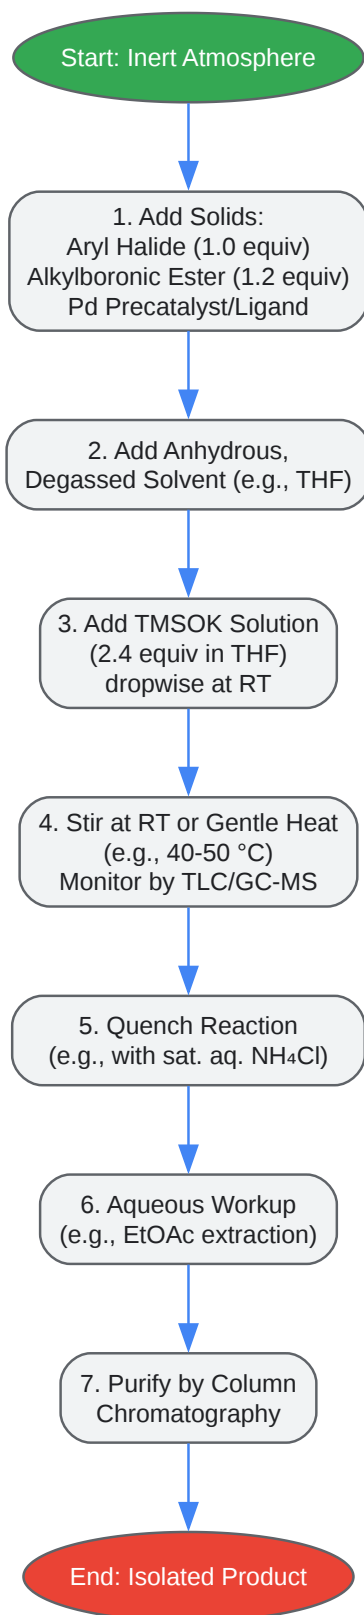 Start: Inert Atmosphere
1. Add Solids:
Aryl Halide (1.0 equiv)
Alkylboronic Ester (1.2 equiv)
Pd Precatalyst/Ligand
2. Add Anhydrous,
Degassed Solvent (e.g., THF)
3. Add TMSOK Solution
(2.4 equiv in THF)
dropwise at RT
4. Stir at RT or Gentle Heat
(e.g., 40-50 °C)
Monitor by TLC/GC-MS
5. Quench Reaction
(e.g., with sat. aq. NH₄Cl)
6. Aqueous Workup
(e.g., EtOAc extraction)
7. Purify by Column
Chromatography
End: Isolated Product